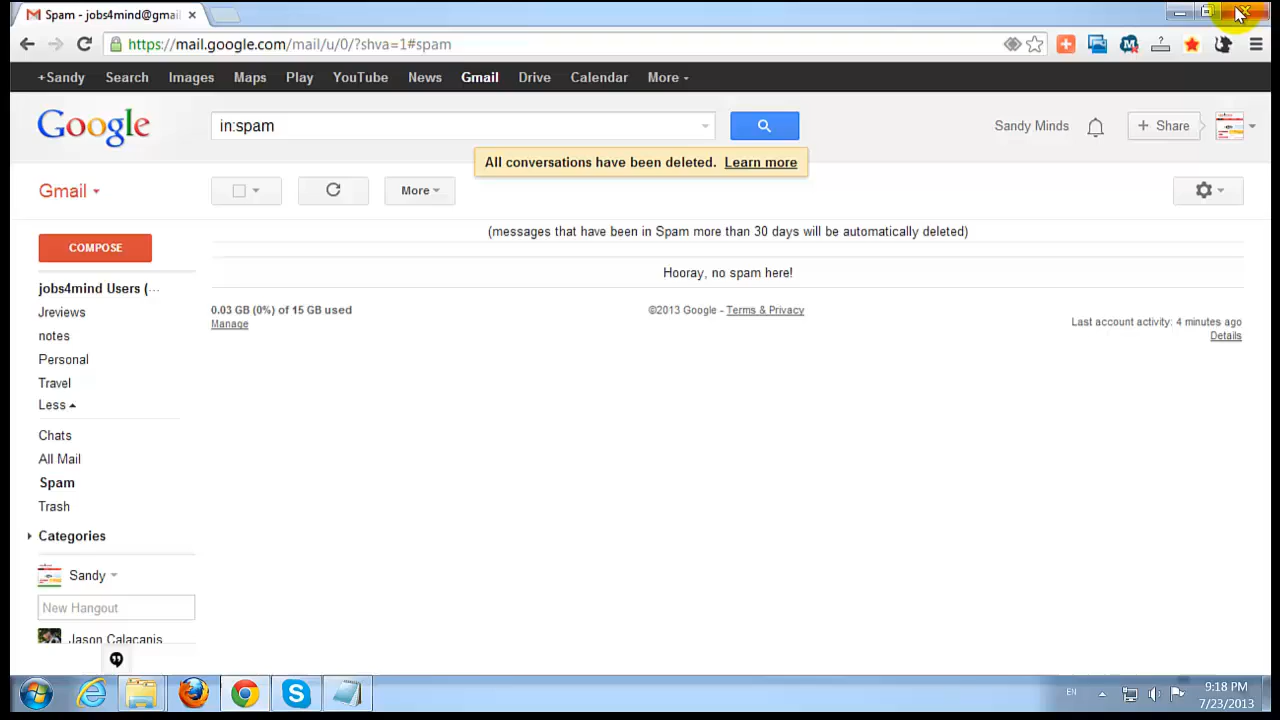 Spam - jobs4mind@gmai
https://mail.google.com/mail/u/0/?shva=1#spam
+Sandy Search Images Maps Play YouTube News Gmail Drive Calendar More
Google
in:spam
Sandy Minds
+ Share
All conversations have been deleted. Learn more
Gmail
More
(messages that have been in Spam more than 30 days will be automatically deleted)
COMPOSE
Hooray, no spam here!
jobs4mind Users (...
Jreviews
notes
Personal
Travel
Less
Chats
All Mail
Spam
Trash
Categories
Sandy
New Hangout
Jason Calacanis
0.03 GB (0%) of 15 GB used
Manage
©2013 Google - Terms & Privacy
Last account activity: 4 minutes ago
Details
EN
9:18 PM
7/23/2013